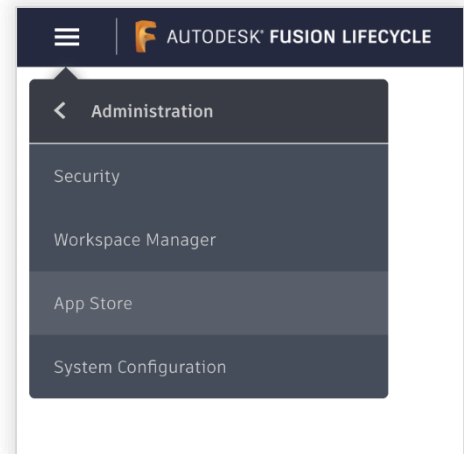 AUTODESK® FUSION LIFECYCLE
Administration
Security
Workspace Manager
App Store
System Configuration